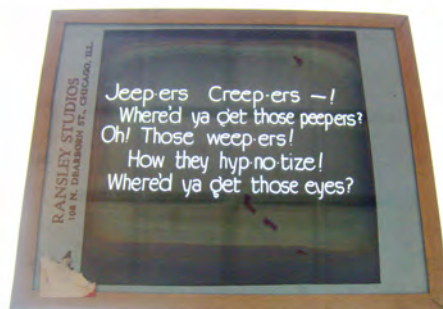 RANSLEY STUDIOS
108 N. DEARBORN ST., CHICAGO, ILL.
Jeep-ers Creep-ers —!
Where'd ya get those peepers?
Oh! Those weep-ers!
How they hyp-no-tize!
Where'd ya get those eyes?